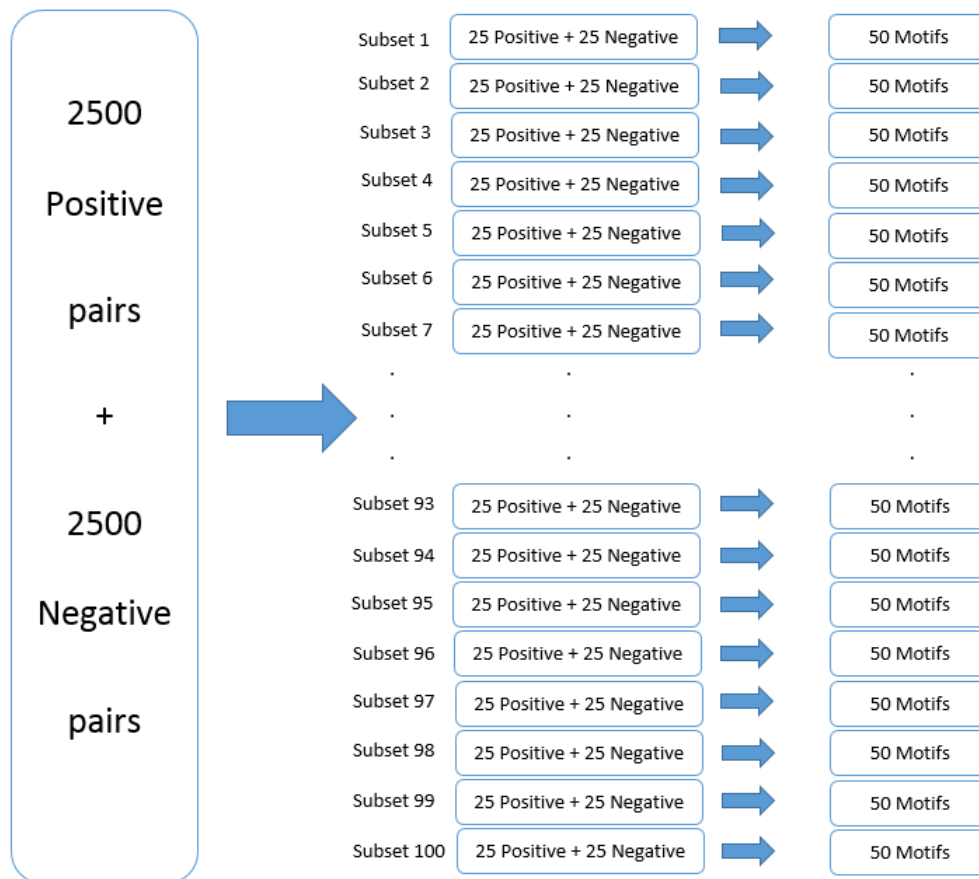 2500
Positive
pairs
+
2500
Negative
pairs
Subset 1 25 Positive + 25 Negative 50 Motifs
Subset 2 25 Positive + 25 Negative 50 Motifs
Subset 3 25 Positive + 25 Negative 50 Motifs
Subset 4 25 Positive + 25 Negative 50 Motifs
Subset 5 25 Positive + 25 Negative 50 Motifs
Subset 6 25 Positive + 25 Negative 50 Motifs
Subset 7 25 Positive + 25 Negative 50 Motifs
. . .
. . .
. . .
Subset 93 25 Positive + 25 Negative 50 Motifs
Subset 94 25 Positive + 25 Negative 50 Motifs
Subset 95 25 Positive + 25 Negative 50 Motifs
Subset 96 25 Positive + 25 Negative 50 Motifs
Subset 97 25 Positive + 25 Negative 50 Motifs
Subset 98 25 Positive + 25 Negative 50 Motifs
Subset 99 25 Positive + 25 Negative 50 Motifs
Subset 100 25 Positive + 25 Negative 50 Motifs